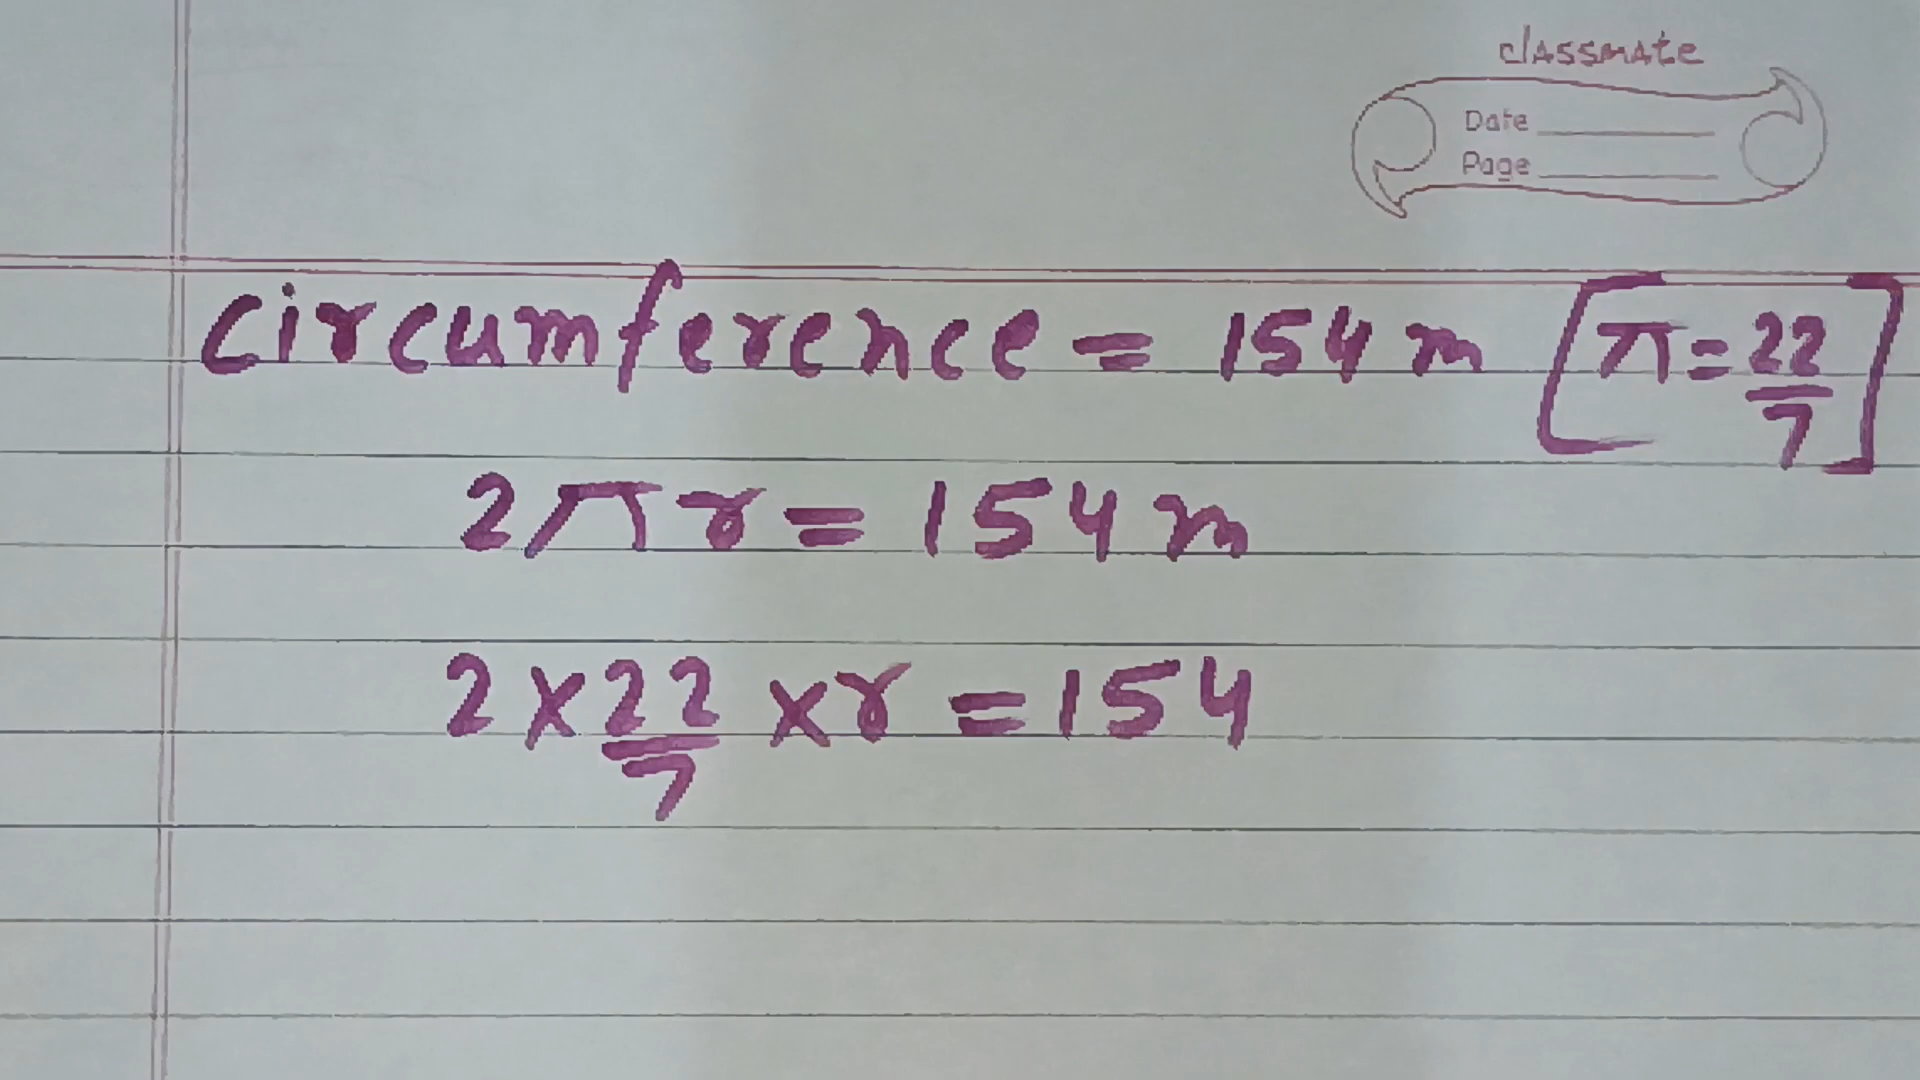 classmate
Date
Page
circumference = 154 m [π = 22/7]
2πr = 154 m
2 × 22/7 × r = 154